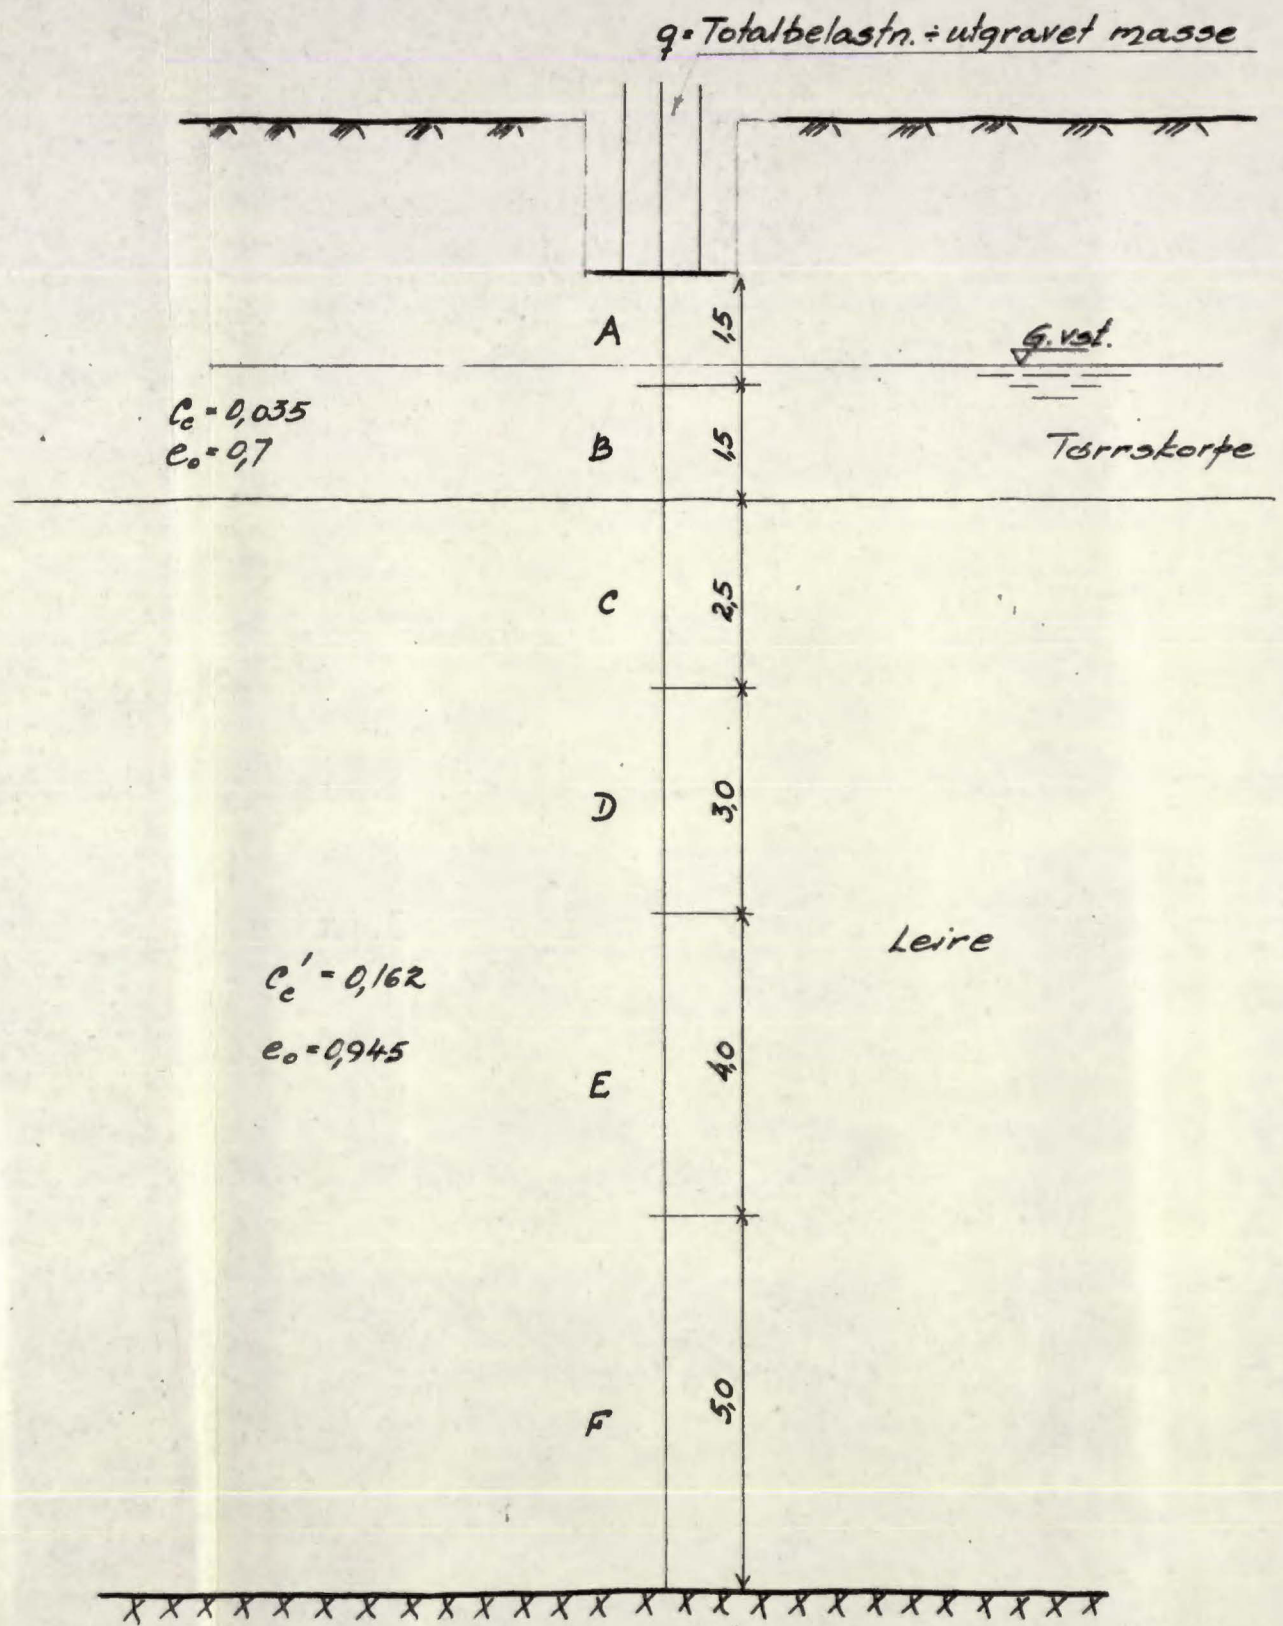 q = Totalbelastn. ÷ utgravet masse
A
1,5
G.vst.
Cc = 0,035
e₀ = 0,7
B
1,5
Tørrskorpe
C
2,5
D
3,0
Leire
Cc' = 0,162
e₀ = 0,945
E
4,0
F
5,0